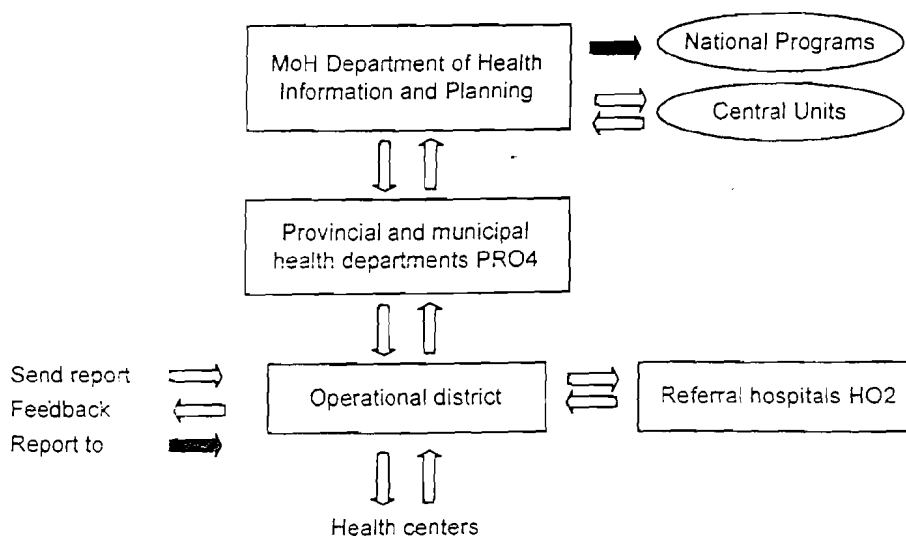 MoH Department of Health
Information and Planning
National Programs
Central Units
Provincial and municipal
health departments PRO4
Send report
Feedback
Report to
Operational district
Referral hospitals HO2
Health centers